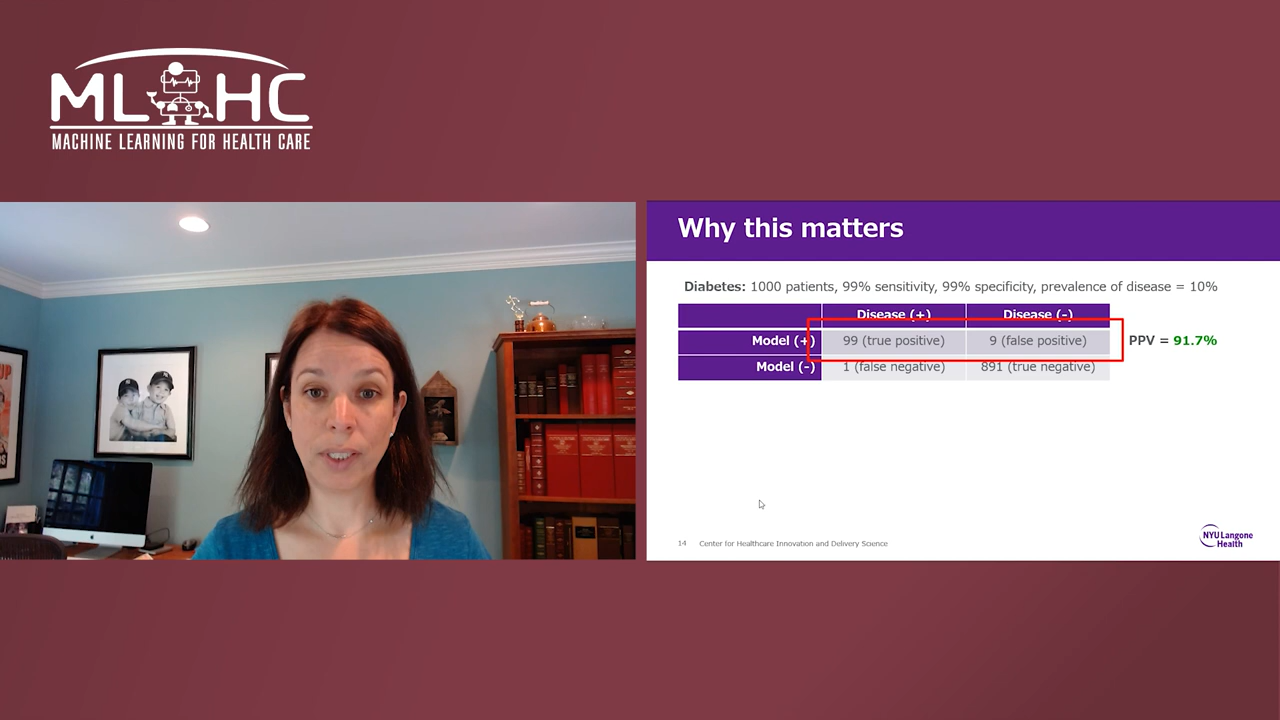 ML HC
MACHINE LEARNING FOR HEALTH CARE
Why this matters
Diabetes: 1000 patients, 99% sensitivity, 99% specificity, prevalence of disease = 10%
Disease (+) Disease (-)
Model (+) 99 (true positive) 9 (false positive) PPV = 91.7%
Model (-) 1 (false negative) 891 (true negative)
14 Center for Healthcare Innovation and Delivery Science
NYU Langone
Health